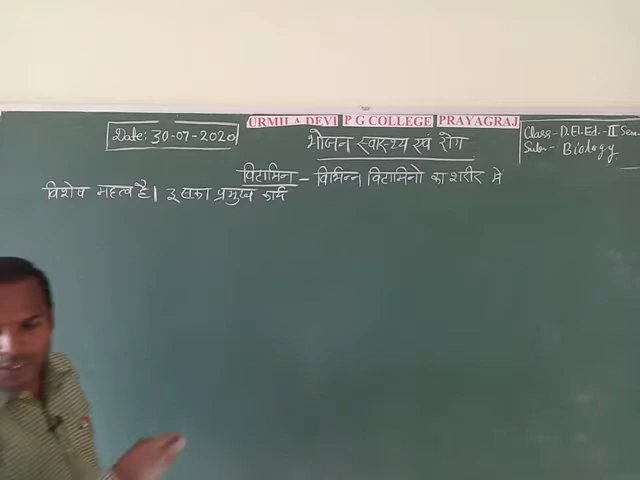 URMILA DEVI P G COLLEGE PRAYAGRAJ
Date: 30-07-2020
भोजन स्वास्थ्य एवं रोग
Class- D.El.Ed.-II Sem
Sub:- Biology
विटामिन - विभिन्न विटामिनो का शरीर में
विशेष महत्व है। इसका प्रमुख कार्य